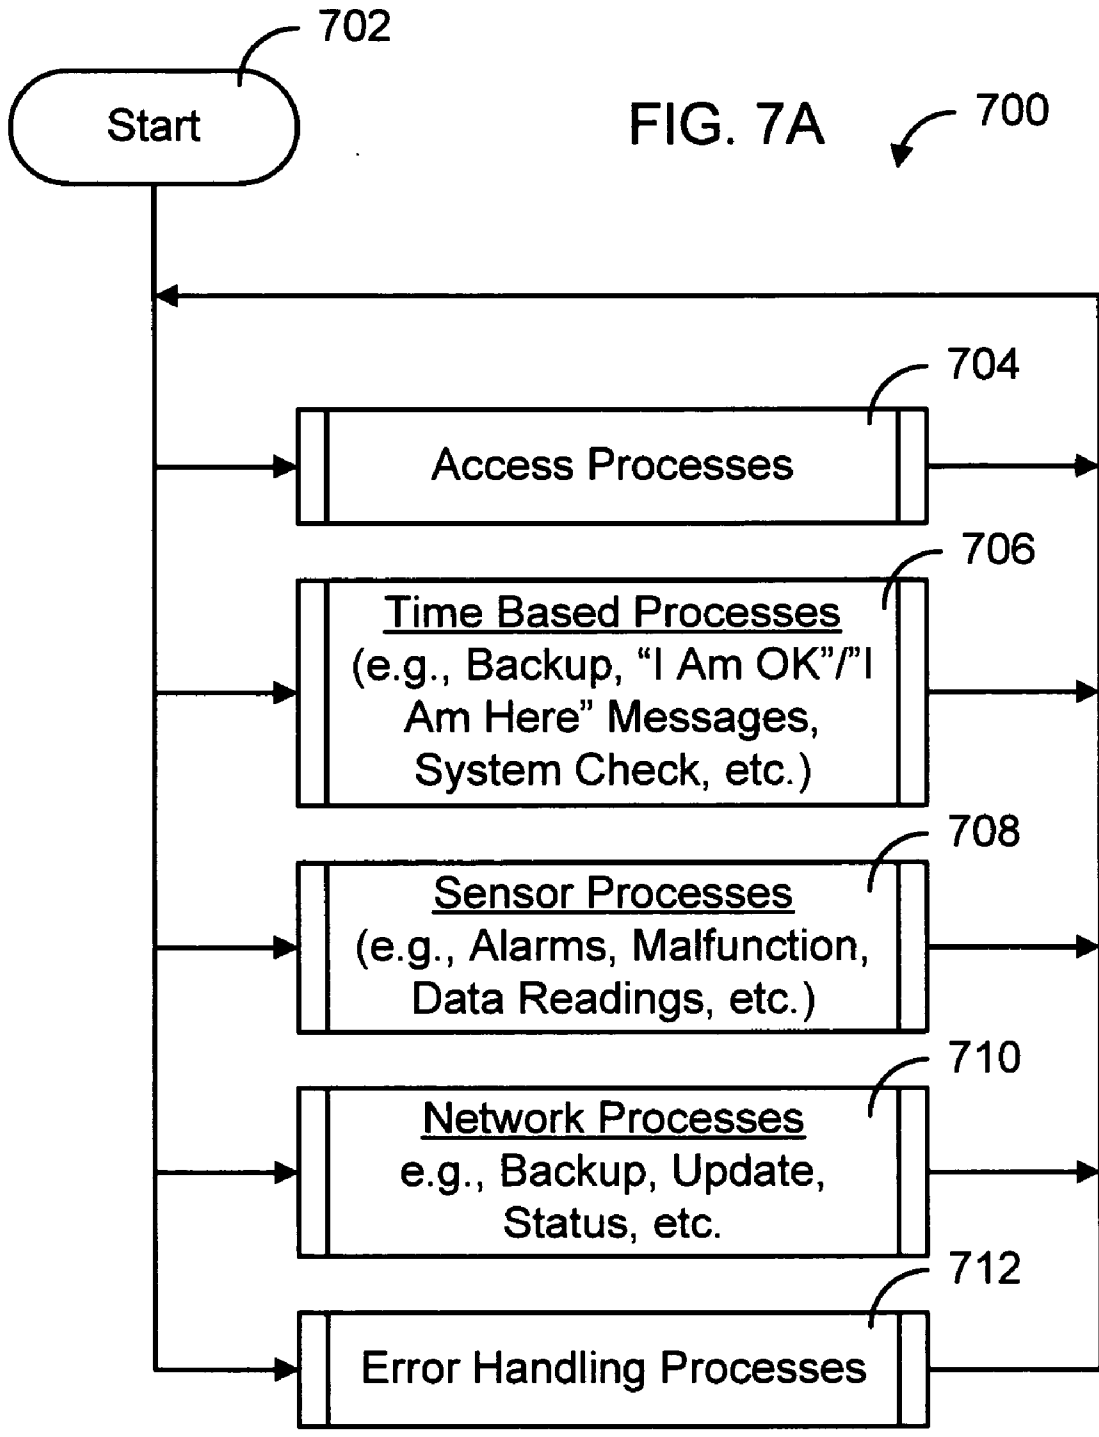 702
Start
FIG. 7A
700
704
Access Processes
706
Time Based Processes
(e.g., Backup, “I Am OK”/”I
Am Here” Messages,
System Check, etc.)
708
Sensor Processes
(e.g., Alarms, Malfunction,
Data Readings, etc.)
710
Network Processes
e.g., Backup, Update,
Status, etc.
712
Error Handling Processes